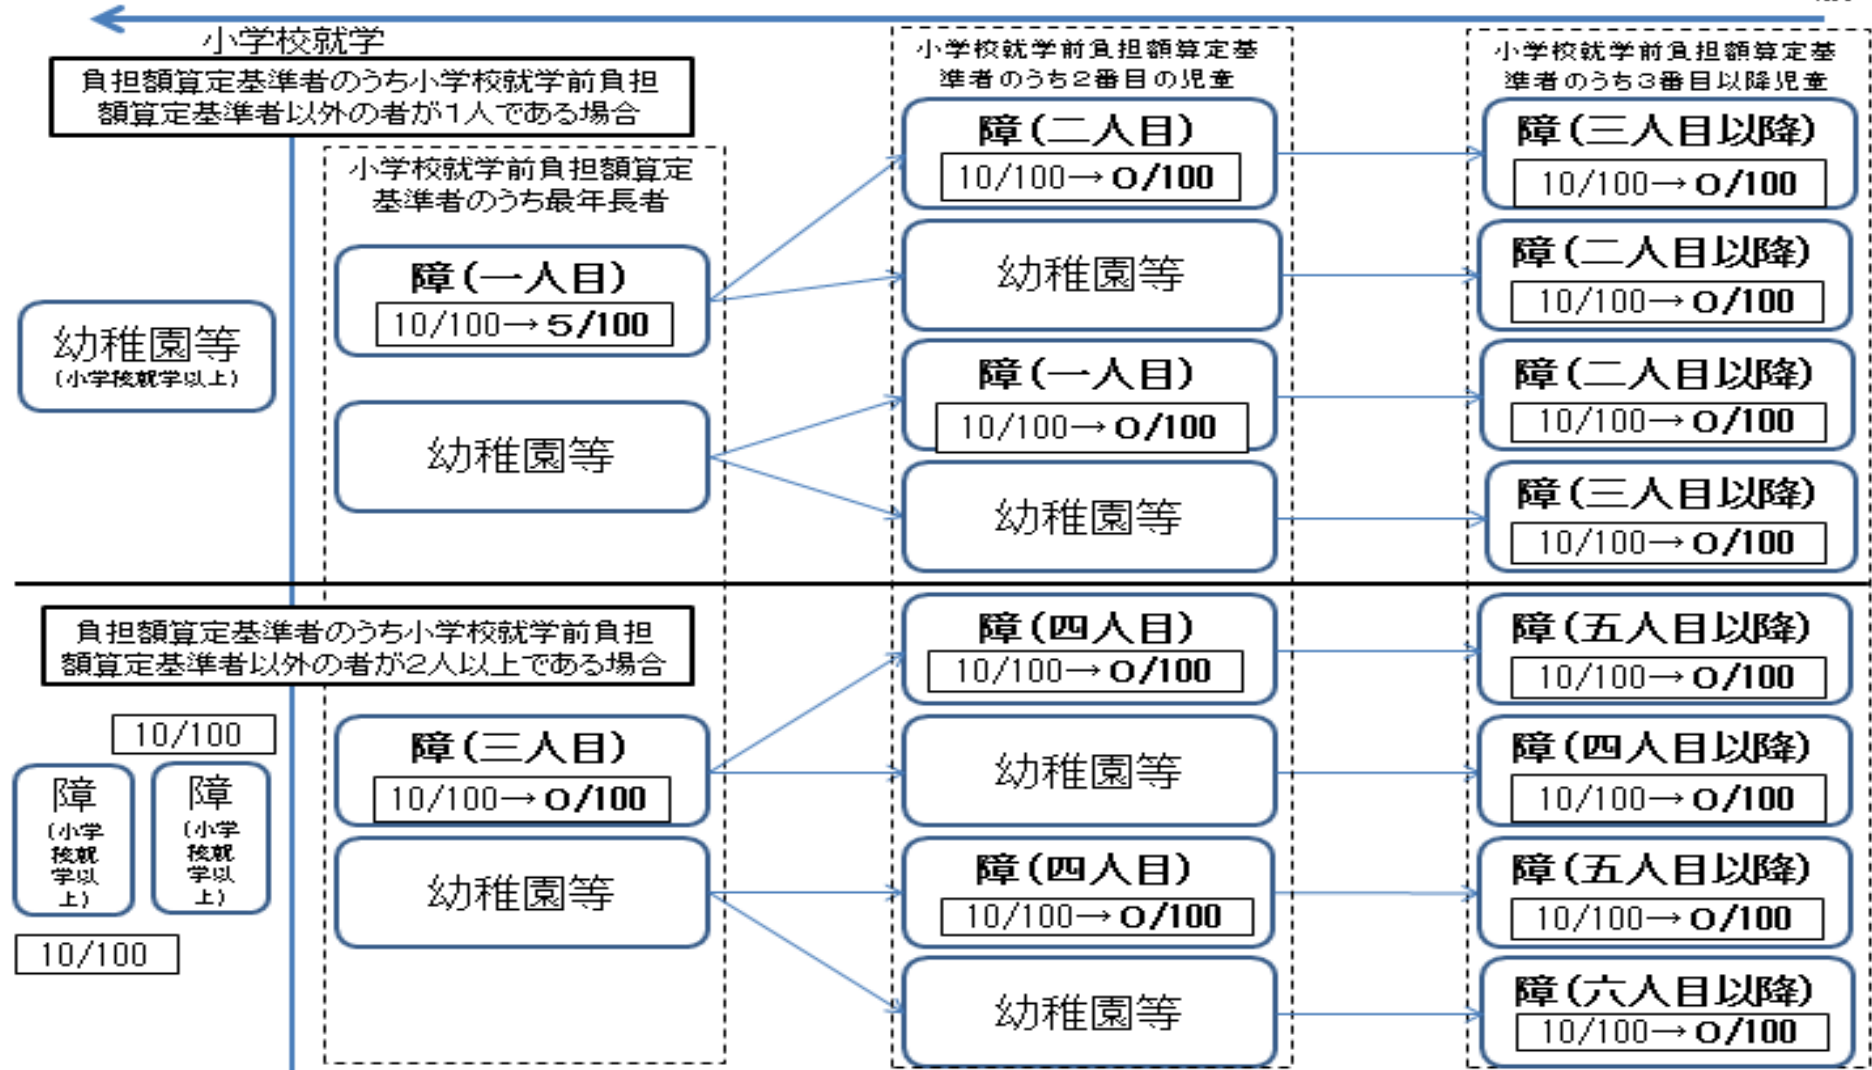 小学校就学
負担額算定基準者のうち小学校就学前負担
額算定基準者以外の者が1人である場合
小学校就学前負担額算定
基準者のうち最年長者
小学校就学前負担額算定基
準者のうち2番目の児童
小学校就学前負担額算定基
準者のうち3番目以降児童
幼稚園等
(小学校就学以上)
障(一人目)
10/100→5/100
幼稚園等
障(二人目)
10/100→0/100
幼稚園等
障(一人目)
10/100→0/100
幼稚園等
障(三人目以降)
10/100→0/100
障(二人目以降)
10/100→0/100
障(二人目以降)
10/100→0/100
障(三人目以降)
10/100→0/100
負担額算定基準者のうち小学校就学前負担
額算定基準者以外の者が2人以上である場合
10/100
障
(小学
校就
学以
上)
障
(小学
校就
学以
上)
10/100
障(三人目)
10/100→0/100
幼稚園等
障(四人目)
10/100→0/100
幼稚園等
障(四人目)
10/100→0/100
幼稚園等
障(五人目以降)
10/100→0/100
障(四人目以降)
10/100→0/100
障(五人目以降)
10/100→0/100
障(六人目以降)
10/100→0/100